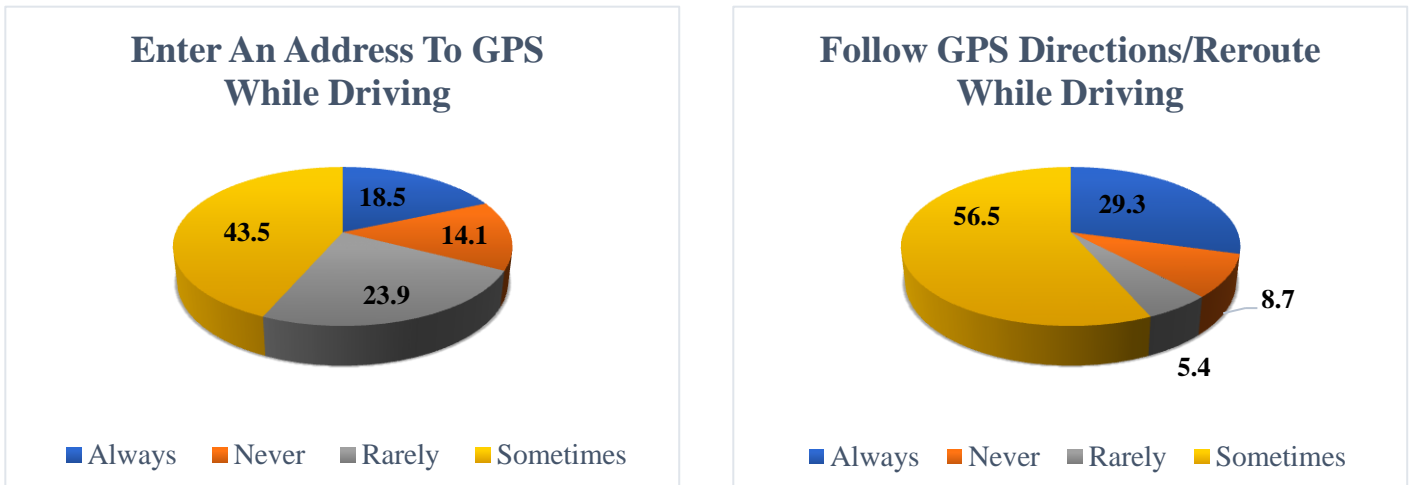 Enter An Address To GPS
While Driving
18.5
14.1
23.9
43.5
Always Never Rarely Sometimes
Follow GPS Directions/Reroute
While Driving
29.3
8.7
5.4
56.5
Always Never Rarely Sometimes